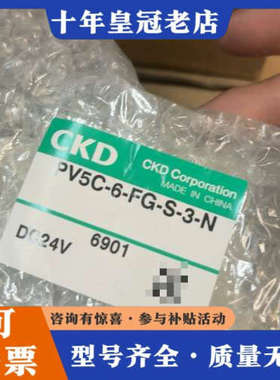 十年皇冠老店
CKD
CKD Corporation
MADE IN CHINA
PV5C-6-FG-S-3-N
DC24V 6901
咨询有惊喜·参与补贴活动
票
型号齐全·质量无